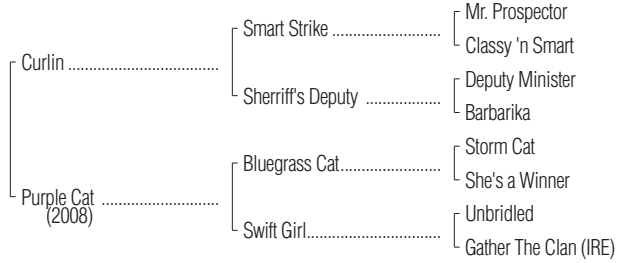 Mr. Prospector
Smart Strike ....................
Classy 'n Smart
Curlin ..................................
Deputy Minister
Sherriff's Deputy ..............
Barbarika
Storm Cat
Bluegrass Cat...................
She's a Winner
Purple Cat ..........................
(2008)
Unbridled
Swift Girl.........................
Gather The Clan (IRE)